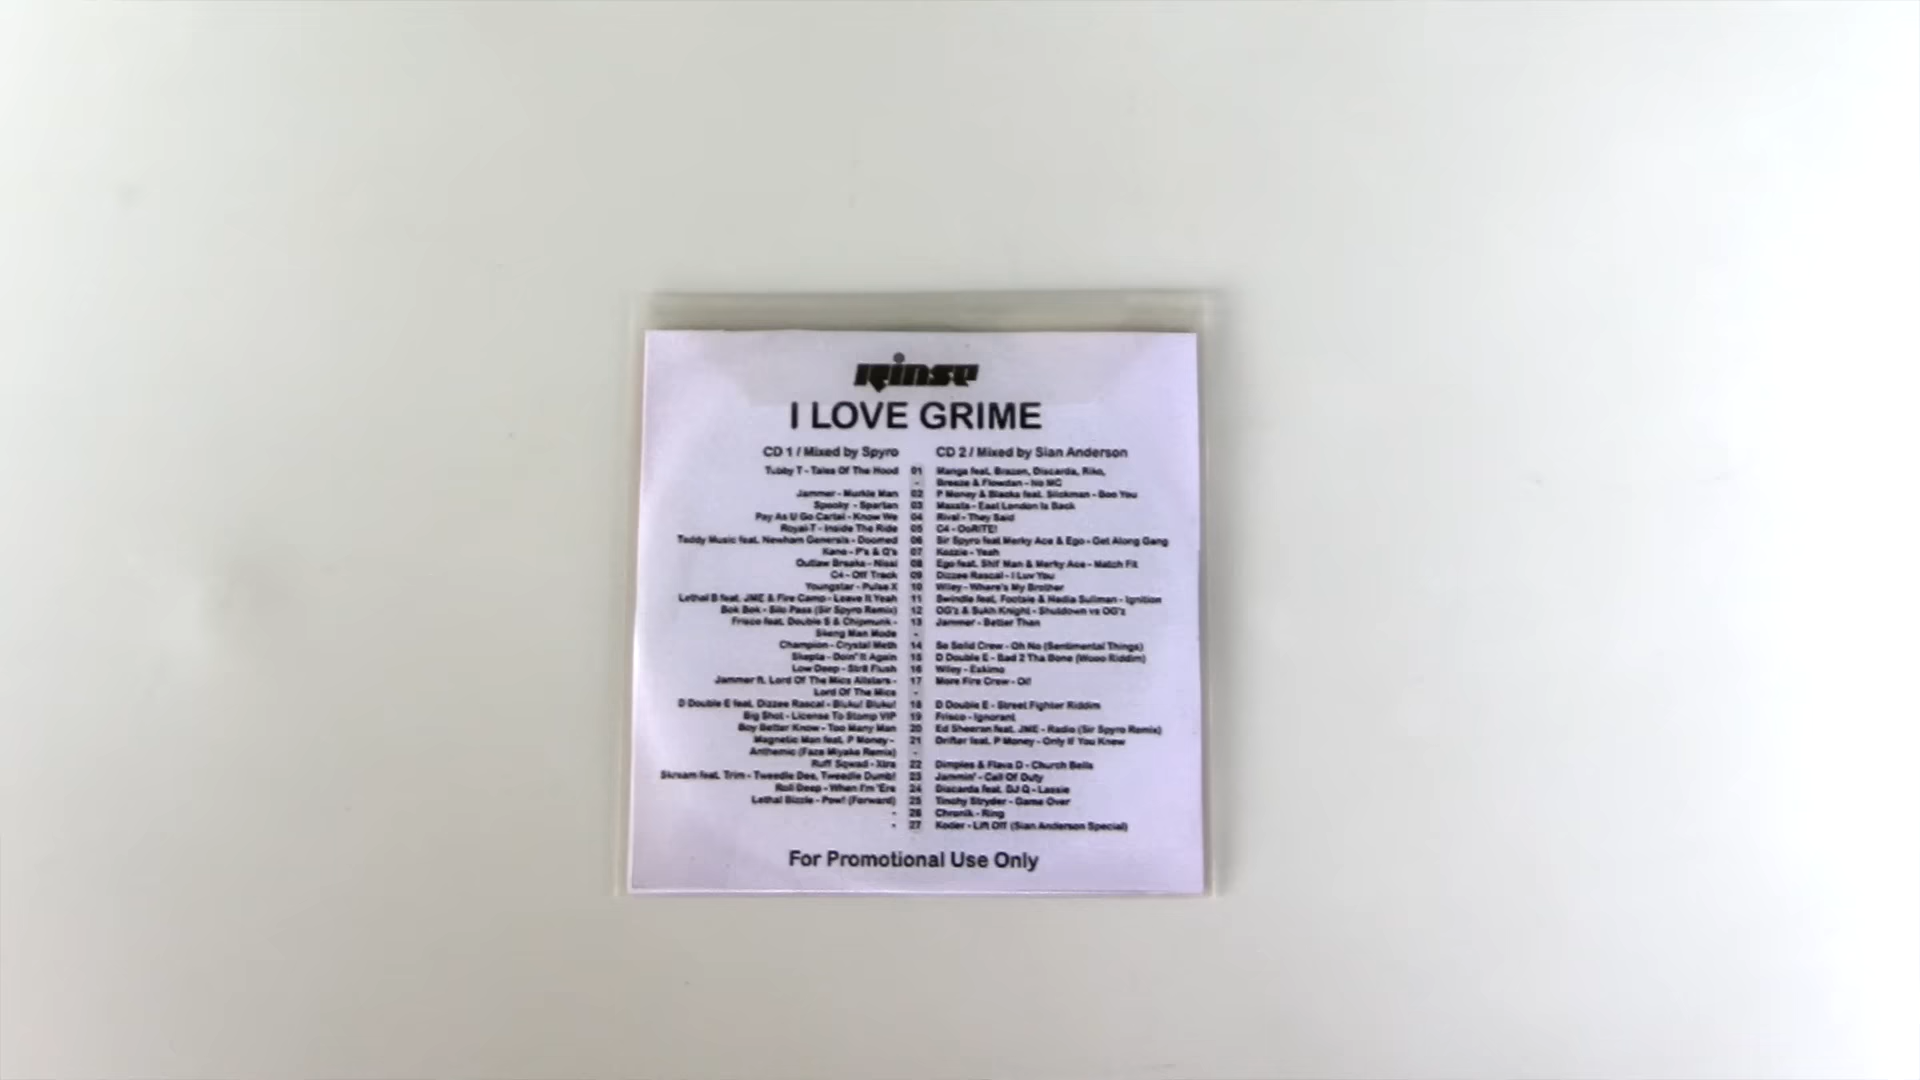 rinse
I LOVE GRIME
CD 1 / Mixed by Spyro
Tubby T - Tales Of The Hood
Jammer - Murkle Man
Spooky - Spartan
Pay As U Go Cartel - Know We
Royal-T - Inside The Ride
Teddy Music feat. Newham Generals - Doomed
Kano - P's & Q's
Outlaw Breaks - Nissi
C4 - Off Track
Youngstar - Pulse X
Lethal B feat. JME & Fire Camp - Leave It Yeah
Bok Bok - Silo Pass (Sir Spyro Remix)
Frisco feat. Double S & Chipmunk -
Skeng Man Mode
Champion - Crystal Meth
Skepta - Doin' It Again
Low Deep - Str8 Flush
Jammer ft. Lord Of The Mics Allstars -
Lord Of The Mics
D Double E feat. Dizzee Rascal - Bluku! Bluku!
Big Shot - License To Stomp VIP
Boy Better Know - Too Many Man
Magnetic Man feat. P Money -
Anthemic (Faze Miyake Remix)
Ruff Sqwad - Xtra
Skream feat. Trim - Tweedle Dee, Tweedle Dumb!
Roll Deep - When I'm 'Ere
Lethal Bizzle - Pow! (Forward)
-
-
01
-
02
03
04
05
06
07
08
09
10
11
12
13
-
14
15
16
17
-
18
19
20
21
-
22
23
24
25
26
27
CD 2 / Mixed by Sian Anderson
Manga feat. Brazen, Discarda, Riko,
Breeze & Flowdan - No MC
P Money & Blacks feat. Slickman - Boo You
Maxsta - East London Is Back
Rival - They Said
C4 - OoRITE!
Sir Spyro feat Merky Ace & Ego - Get Along Gang
Kozzie - Yeah
Ego feat. Shif Man & Merky Ace - Match Fit
Dizzee Rascal - I Luv You
Wiley - Where's My Brother
Swindle feat. Footsie & Nadia Suliman - Ignition
OG'z & Sukh Knight - Shutdown vs OG'z
Jammer - Better Than
So Solid Crew - Oh No (Sentimental Things)
D Double E - Bad 2 Tha Bone (Wooo Riddim)
Wiley - Eskimo
More Fire Crew - Oi!
D Double E - Street Fighter Riddim
Frisco - Ignorant
Ed Sheeran feat. JME - Radio (Sir Spyro Remix)
Drifter feat. P Money - Only If You Knew
Dimples & Flava D - Church Bells
Jammin' - Call Of Duty
Discarda feat. DJ Q - Lassie
Tinchy Stryder - Game Over
Chronik - Ring
Koder - Lift Off (Sian Anderson Special)
For Promotional Use Only